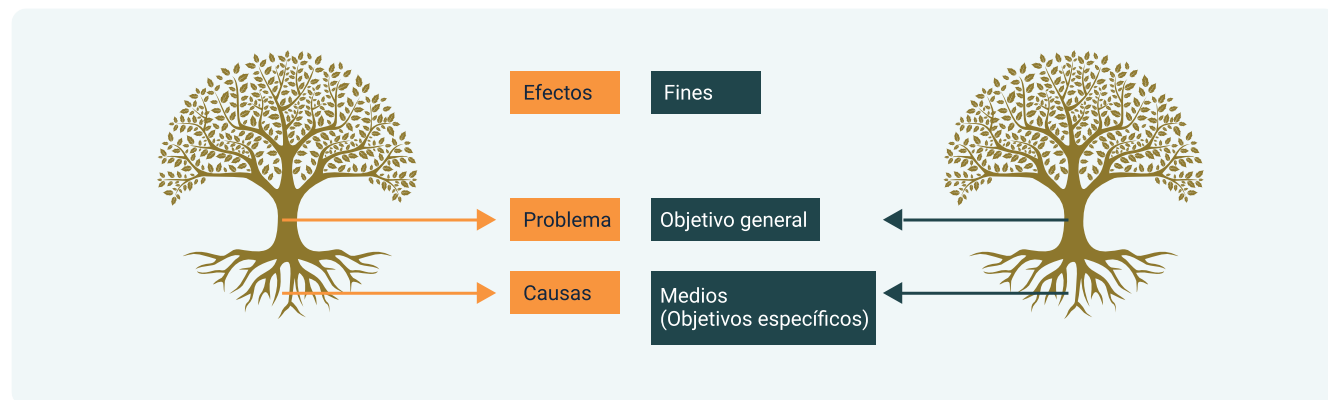 Efectos
Fines
Problema
Objetivo general
Causas
Medios
(Objetivos específicos)